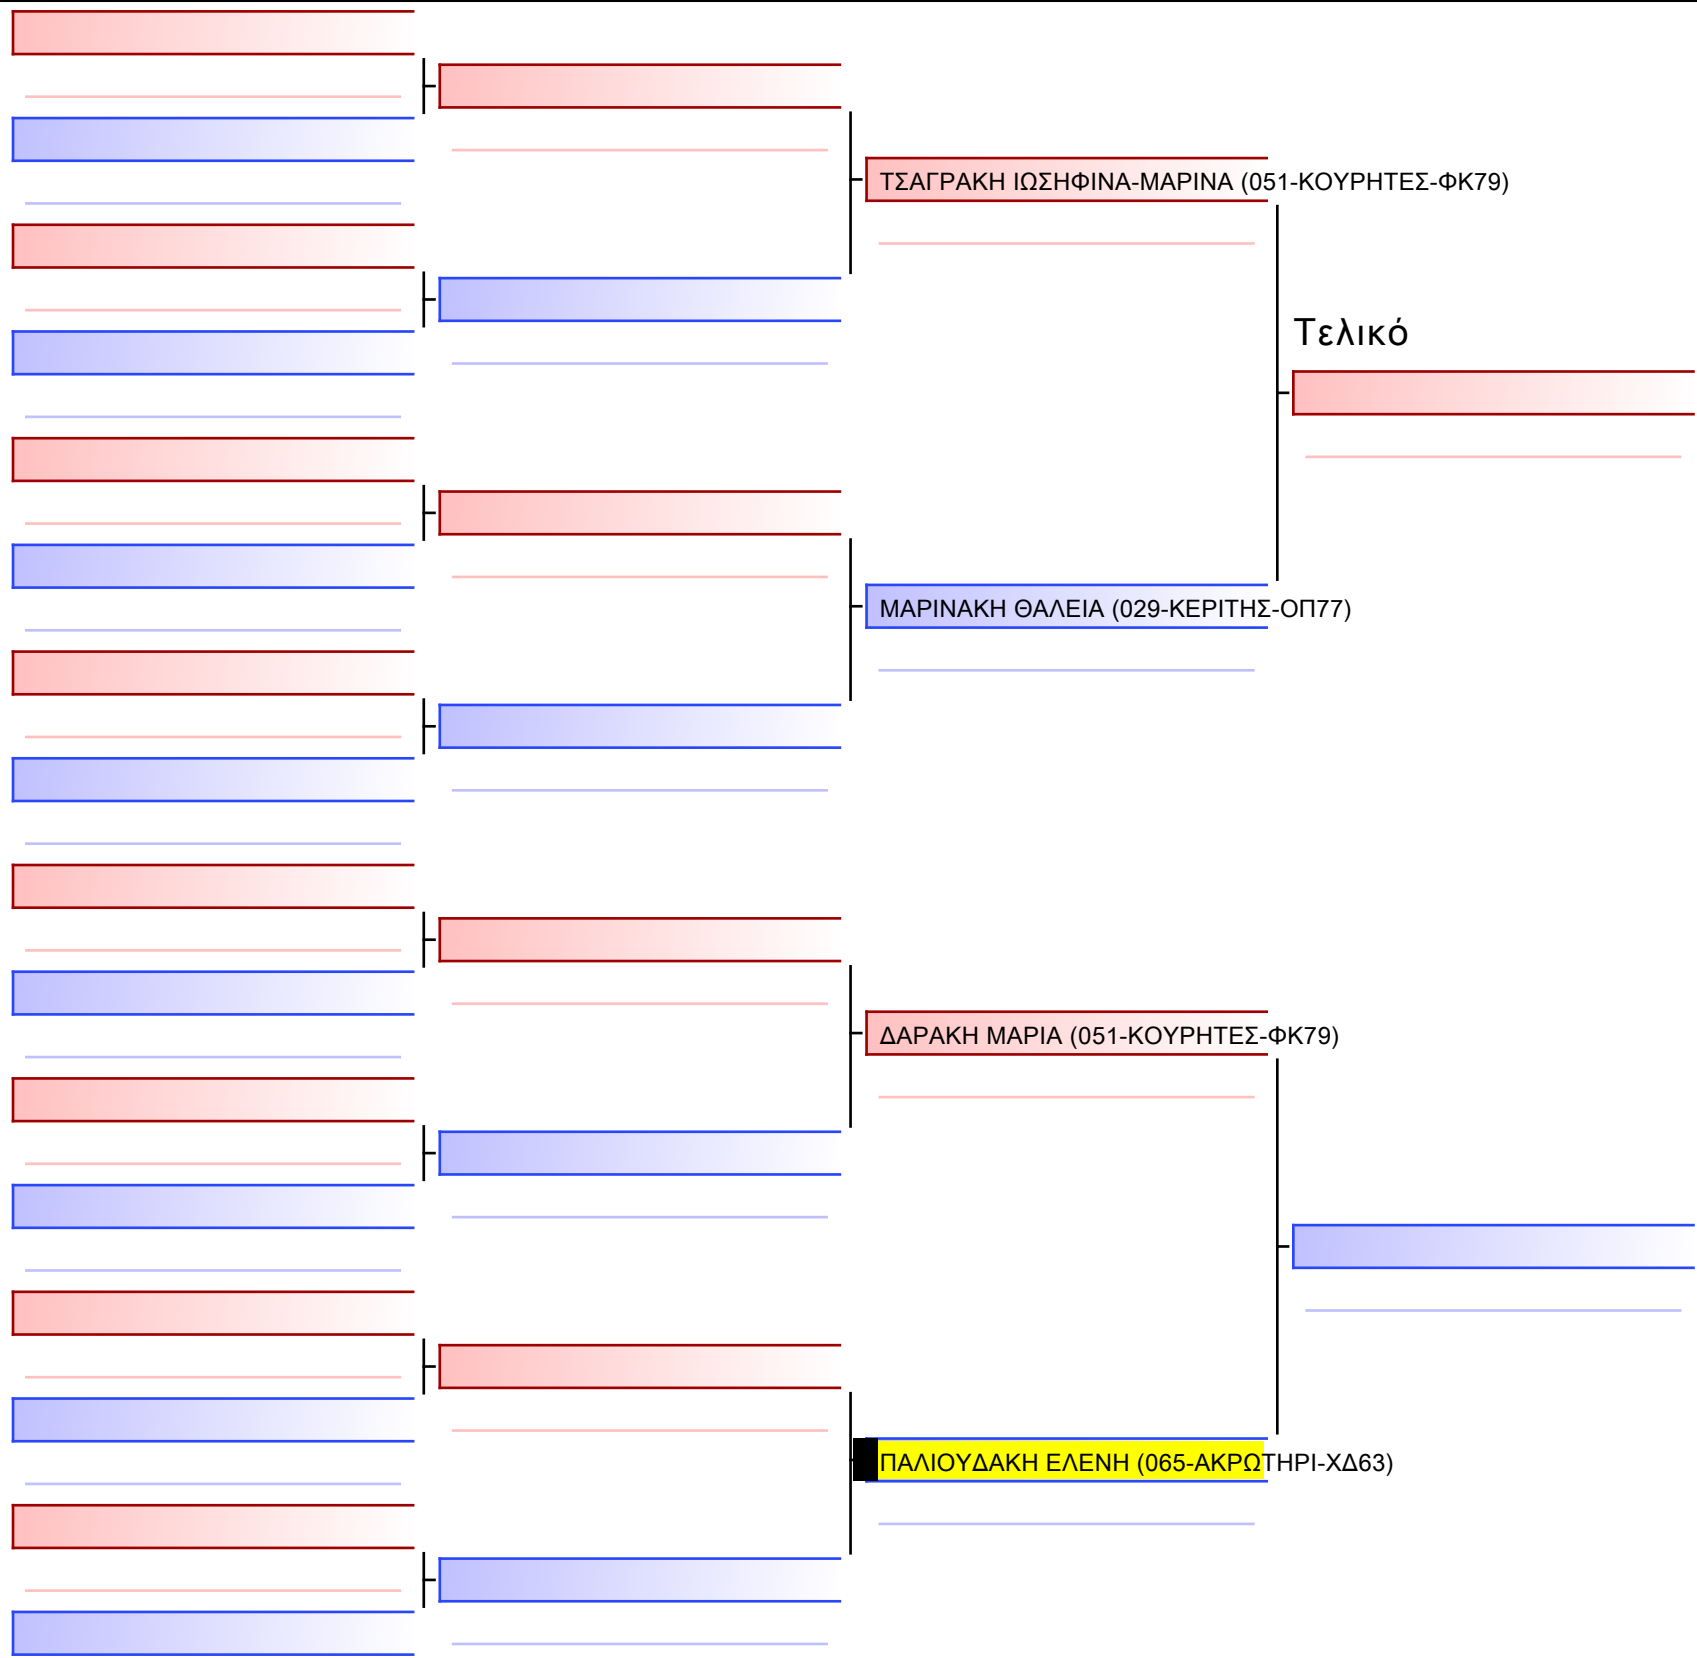 ΤΣΑΓΡΑΚΗ ΙΩΣΗΦΙΝΑ-ΜΑΡΙΝΑ (051-ΚΟΥΡΗΤΕΣ-ΦΚ79)
Τελικό
ΜΑΡΙΝΑΚΗ ΘΑΛΕΙΑ (029-ΚΕΡΙΤΗΣ-ΟΠ77)
ΔΑΡΑΚΗ ΜΑΡΙΑ (051-ΚΟΥΡΗΤΕΣ-ΦΚ79)
ΠΑΛΙΟΥΔΑΚΗ ΕΛΕΝΗ (065-ΑΚΡΩΤΗΡΙ-ΧΔ63)